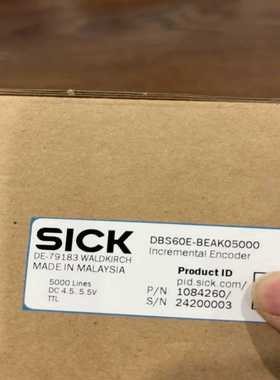 SICK
DE-79183 WALDKIRCH
MADE IN MALAYSIA
5000 Lines
DC 4.5..5.5V
TTL
DBS60E-BEAK05000
Incremental Encoder
Product ID
pid.sick.com/
P/N 1084260/
S/N 24200003